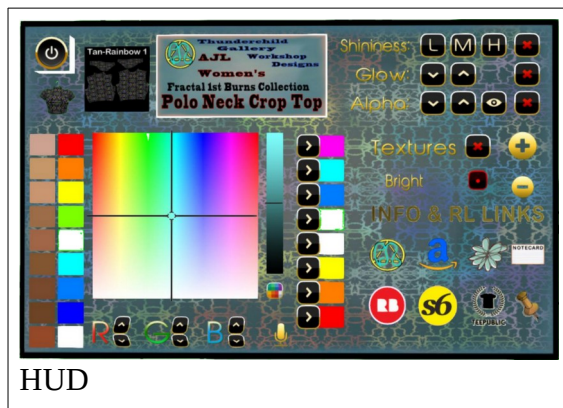 Tan-Rainbow 1
Thunderchild
Gallery
AJL Workshop
Designs
Women's
Fractal 1st Burns Collection
Polo Neck Crop Top
Shininess: L M H
Glow:
Alpha:
Textures
Bright
INFO & RL LINKS
a
NOTECARD
RB
s6
TEEPUBLIC
R G B
HUD